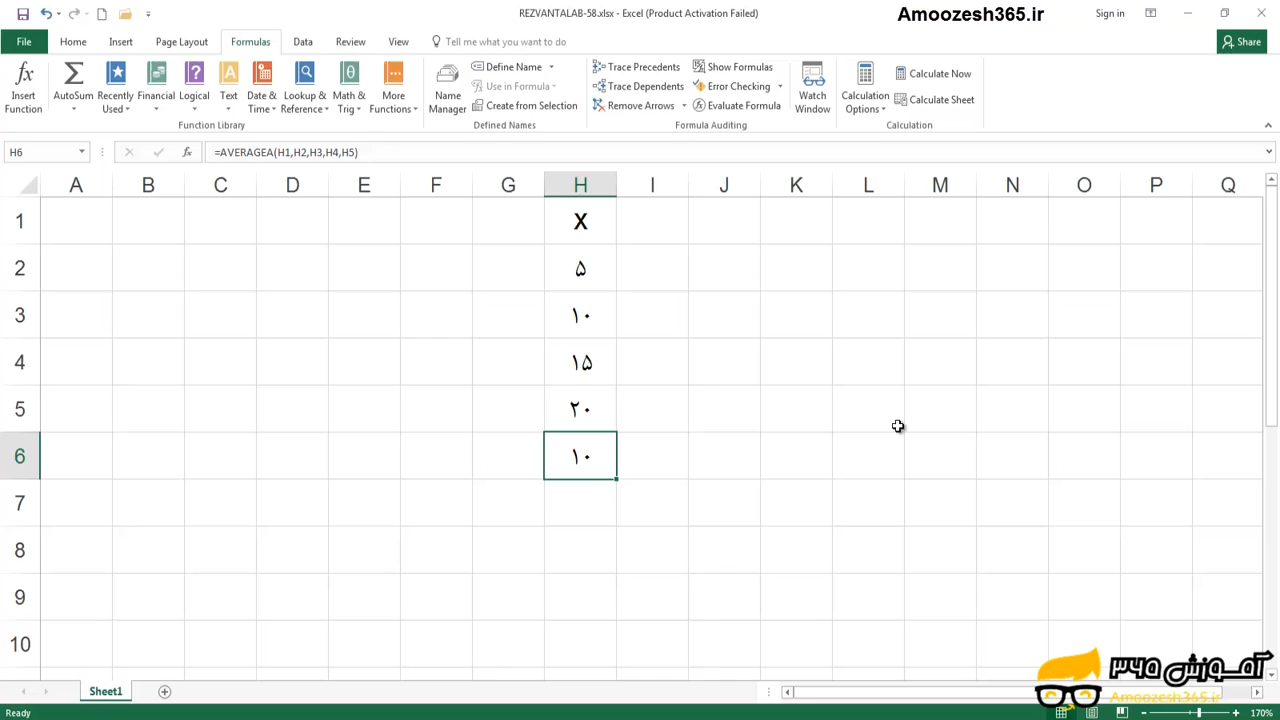 REZVANTALAB-58.xlsx - Excel (Product Activation Failed)
Amoozesh365.ir
Sign in
File Home Insert Page Layout Formulas Data Review View Tell me what you want to do
Share
Insert Function
AutoSum
Recently Used
Financial
Logical
Text
Date & Time
Lookup & Reference
Math & Trig
More Functions
Function Library
Name Manager
Define Name
Use in Formula
Create from Selection
Defined Names
Trace Precedents
Trace Dependents
Remove Arrows
Show Formulas
Error Checking
Evaluate Formula
Formula Auditing
Watch Window
Calculation Options
Calculate Now
Calculate Sheet
Calculation
H6 fx =AVERAGEA(H1,H2,H3,H4,H5)
A B C D E F G H I J K L M N O P Q
1 X
2 ۵
3 ۱۰
4 ۱۵
5 ۲۰
6 ۱۰
7
8
9
10
آموزش ۳۶۵
Amoozesh365.ir
Sheet1
Ready
170%